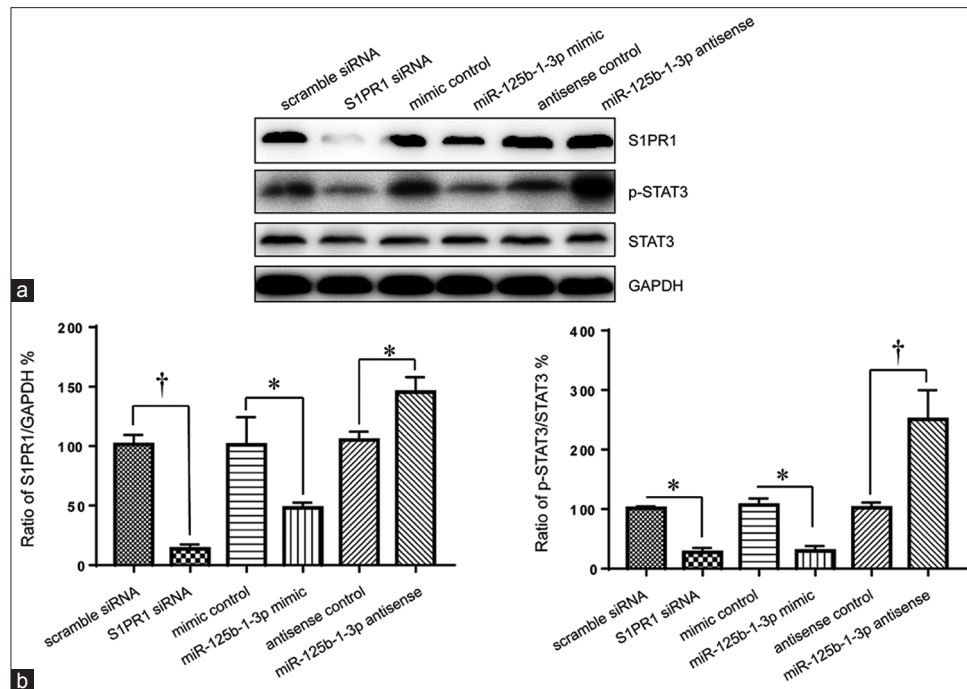 scramble siRNA
S1PR1 siRNA
mimic control
miR-125b-1-3p mimic
antisense control
miR-125b-1-3p antisense
S1PR1
p-STAT3
STAT3
GAPDH
a
Ratio of S1PR1/GAPDH %
200
150
100
50
0
†
*
*
scramble siRNA
S1PR1 siRNA
mimic control
miR-125b-1-3p mimic
antisense control
miR-125b-1-3p antisense
Ratio of p-STAT3/STAT3 %
400
300
200
100
0
*
*
†
scramble siRNA
S1PR1 siRNA
mimic control
miR-125b-1-3p mimic
antisense control
miR-125b-1-3p antisense
b